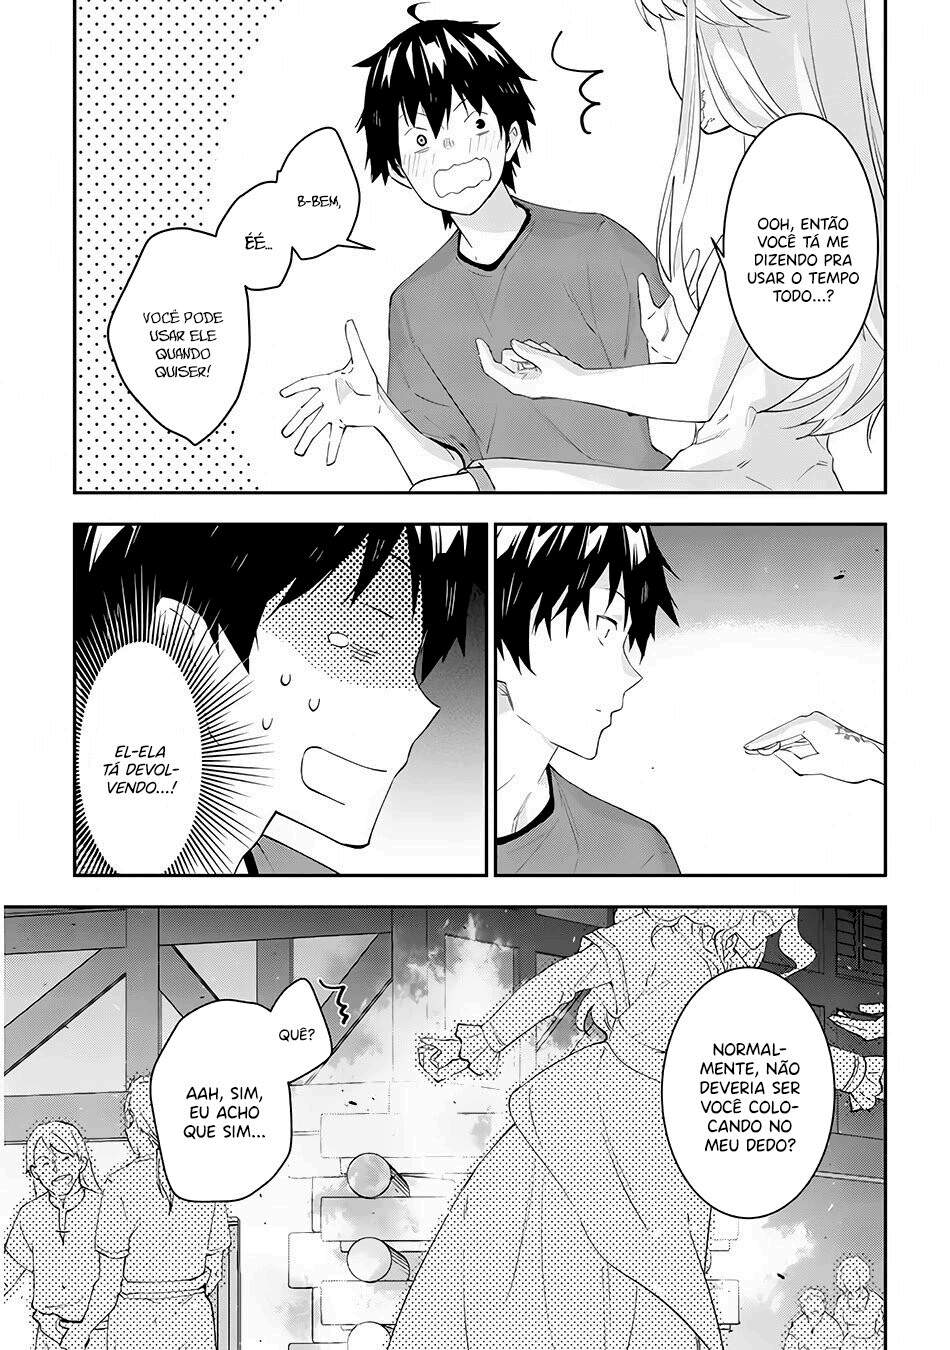 OOH, ENTÃO
VOCÊ TÁ ME
DIZENDO PRA
USAR O TEMPO
TODO...?
B-BEM,
ÉÉ...
VOCÊ PODE
USAR ELE
QUANDO
QUISER!
EL-ELA
TÁ DEVOL-
VENDO...!
NORMAL-
MENTE, NÃO
DEVERIA SER
VOCÊ COLO-
CANDO NO
MEU DEDO?
QUÊ?
AAH, SIM,
EU ACHO
QUE SIM...